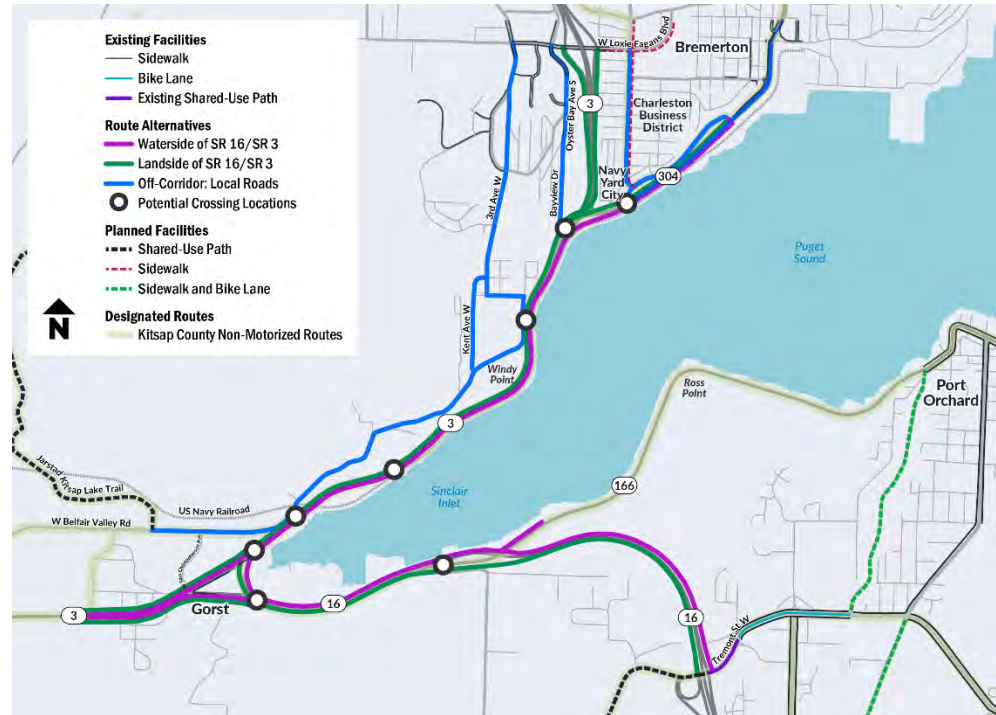 Existing Facilities
Sidewalk
Bike Lane
Existing Shared-Use Path
Route Alternatives
Waterside of SR 16/SR 3
Landside of SR 16/SR 3
Off-Corridor: Local Roads
Potential Crossing Locations
Planned Facilities
Shared-Use Path
Sidewalk
Sidewalk and Bike Lane
Designated Routes
Kitsap County Non-Motorized Routes
N
W Loxie Eagans Blvd
Bremerton
3
Charleston
Business
District
Oyster Bay Ave S
3rd Ave W
Bayview Dr
Navy
Yard
City
304
Puget
Sound
Kent Ave W
Windy
Point
Ross
Point
Port
Orchard
3
Jarstad Kitsap Lake Trail
US Navy Railroad
W Belfair Valley Rd
Sinclair
Inlet
166
Gorst
3
16
16
Tremont St W